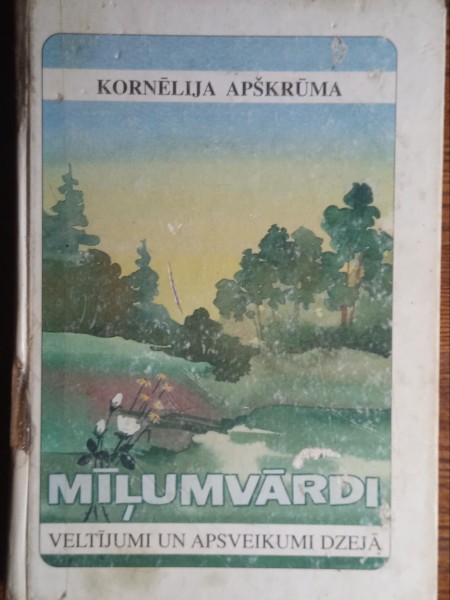 KORNĒLIJA APŠKRŪMA
MĪĻUMVĀRDI
VELTĪJUMI UN APSVEIKUMI DZEJĀ